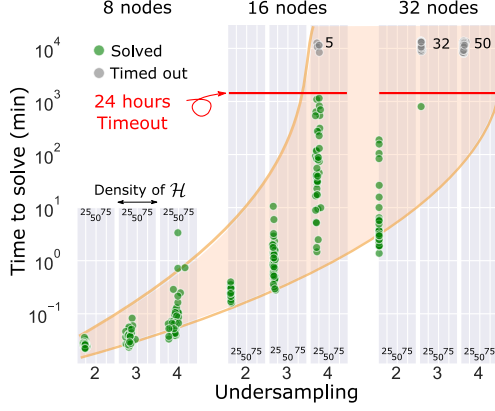 8 nodes 16 nodes 32 nodes
Solved
Timed out
5 32 50
24 hours
Timeout
Time to solve (min)
10⁴
10³
10²
10¹
10⁰
10⁻¹
Density of ℋ
25 50 75 25 50 75 25 50 75
25 50 75 25 50 75 25 50 75 25 50 75 25 50 75 25 50 75
2 3 4 2 3 4 2 3 4
Undersampling